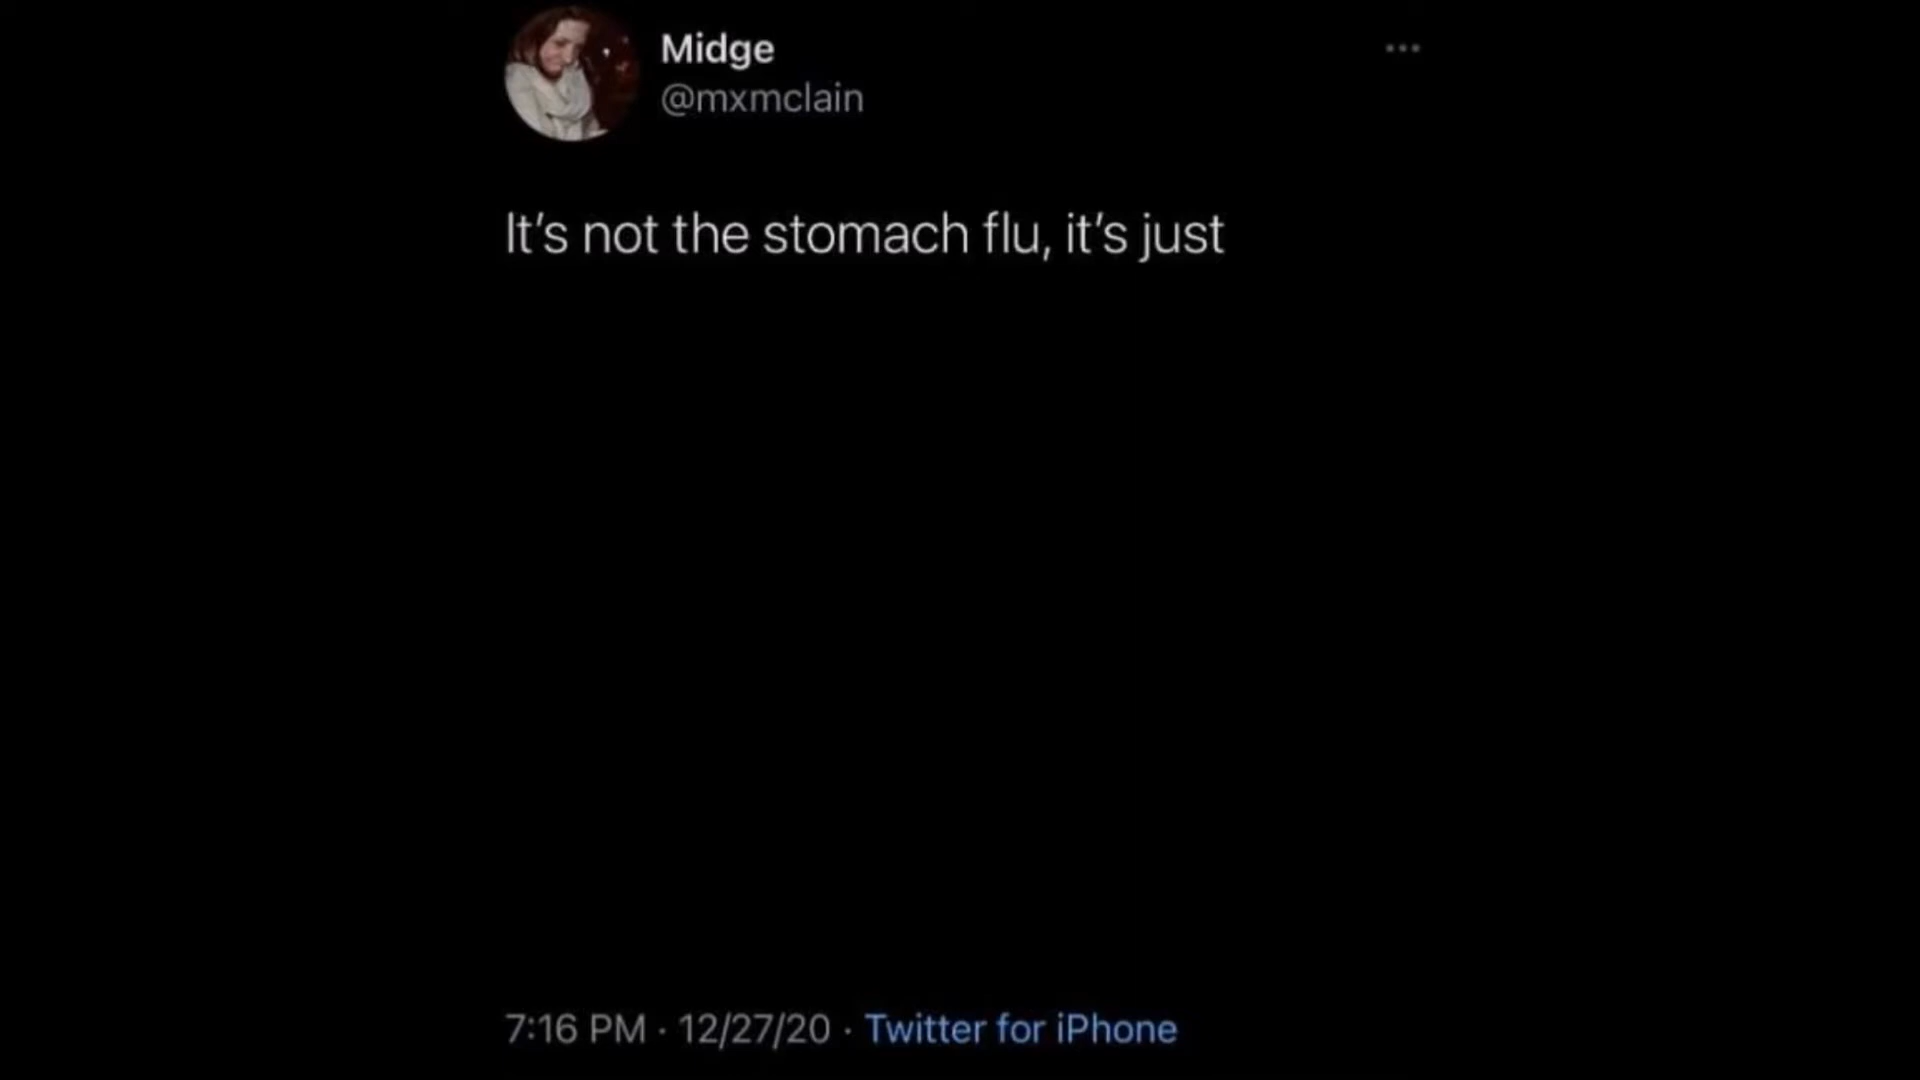 Midge
@mxmclain
It’s not the stomach flu, it’s just
7:16 PM · 12/27/20 · Twitter for iPhone